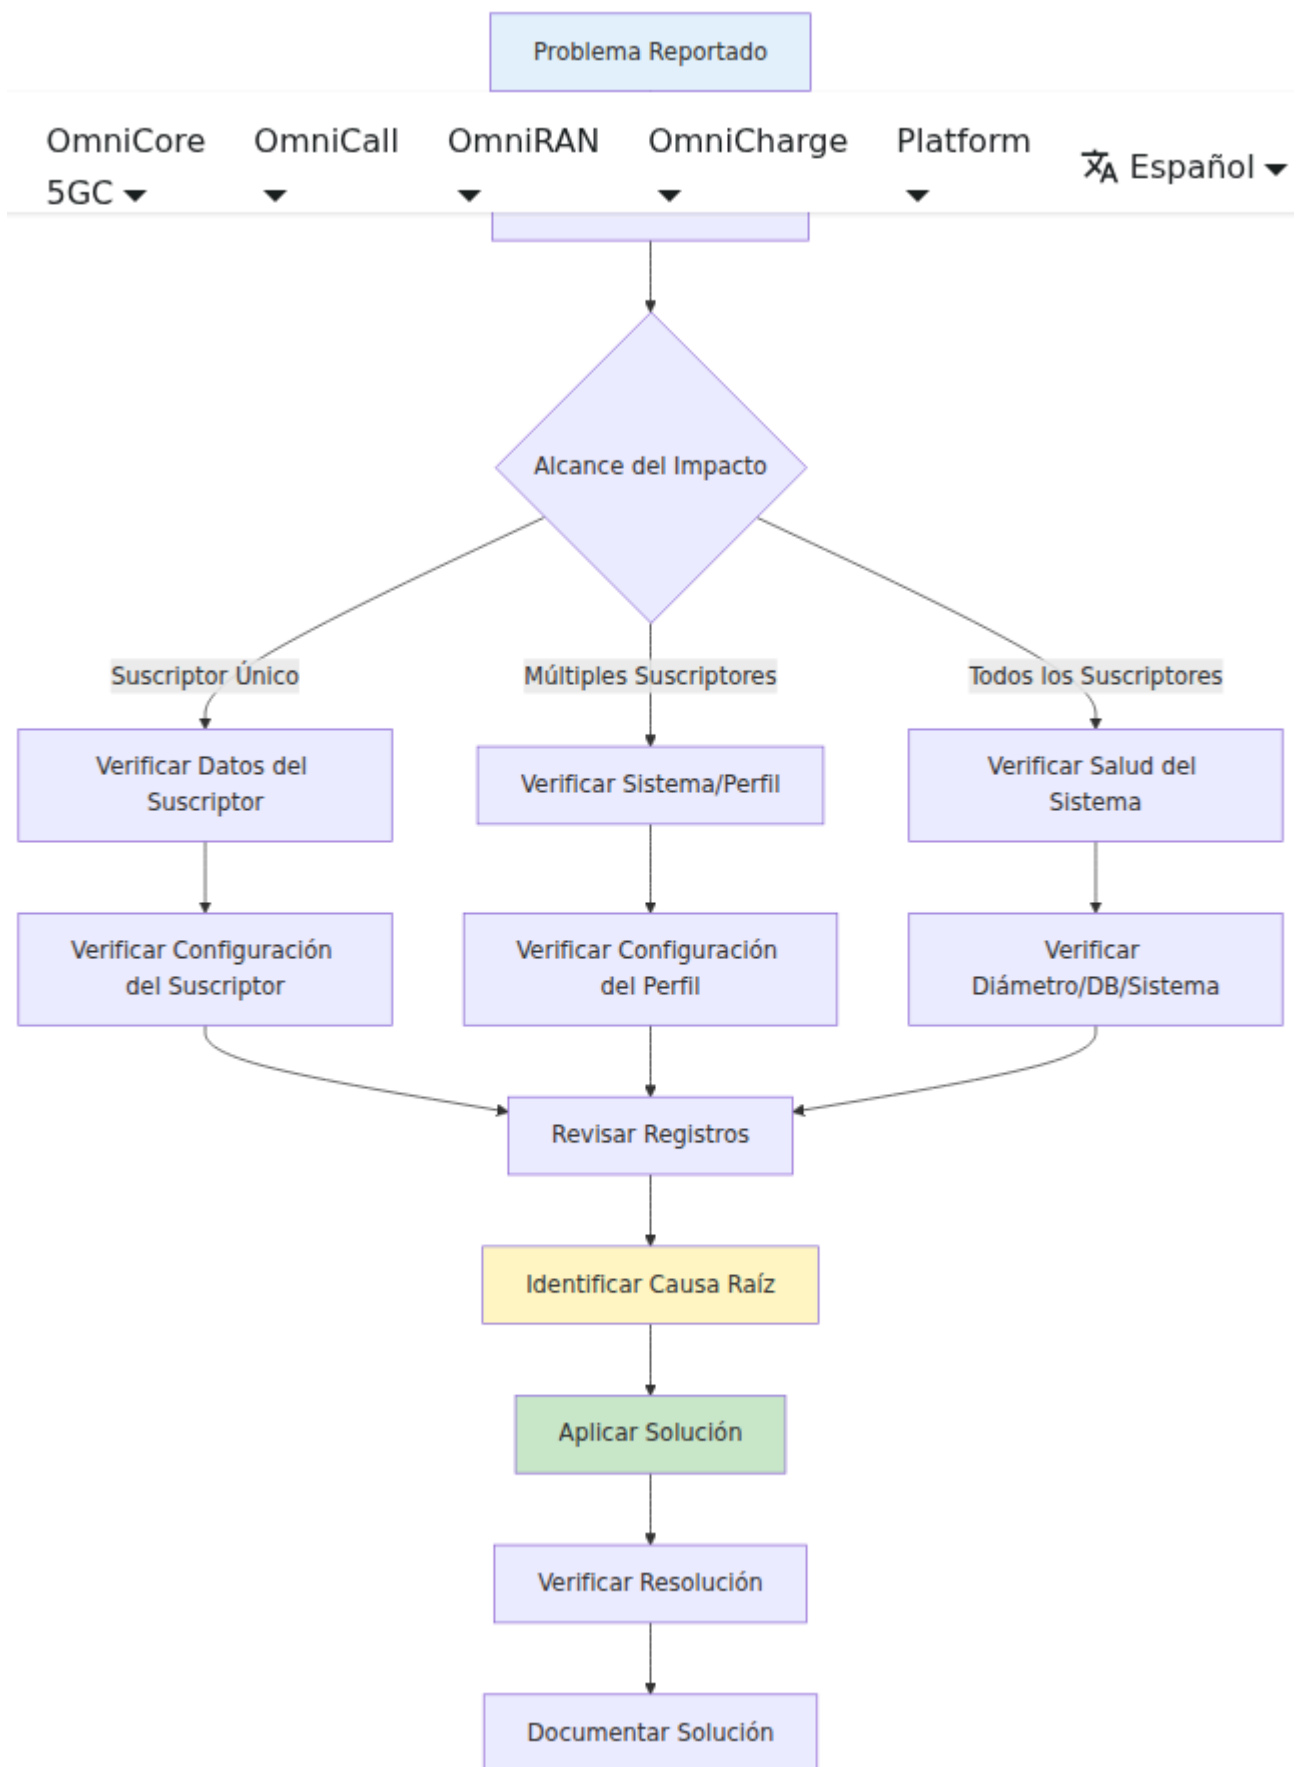 Problema Reportado
OmniCore OmniCall OmniRAN OmniCharge Platform Español
5GC
Alcance del Impacto
Suscriptor Único Múltiples Suscriptores Todos los Suscriptores
Verificar Datos del
Suscriptor
Verificar Sistema/Perfil
Verificar Salud del
Sistema
Verificar Configuración
del Suscriptor
Verificar Configuración
del Perfil
Verificar
Diámetro/DB/Sistema
Revisar Registros
Identificar Causa Raíz
Aplicar Solución
Verificar Resolución
Documentar Solución